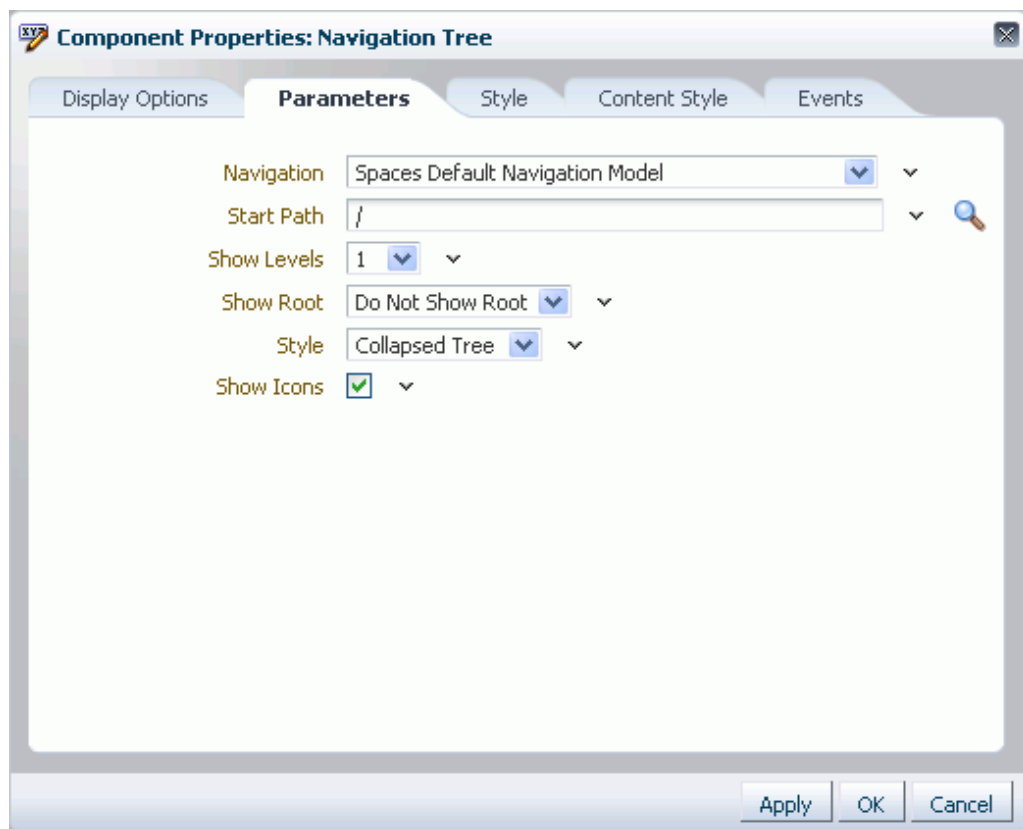 Component Properties: Navigation Tree
Display Options Parameters Style Content Style Events
Navigation Spaces Default Navigation Model
Start Path /
Show Levels 1
Show Root Do Not Show Root
Style Collapsed Tree
Show Icons
Apply OK Cancel